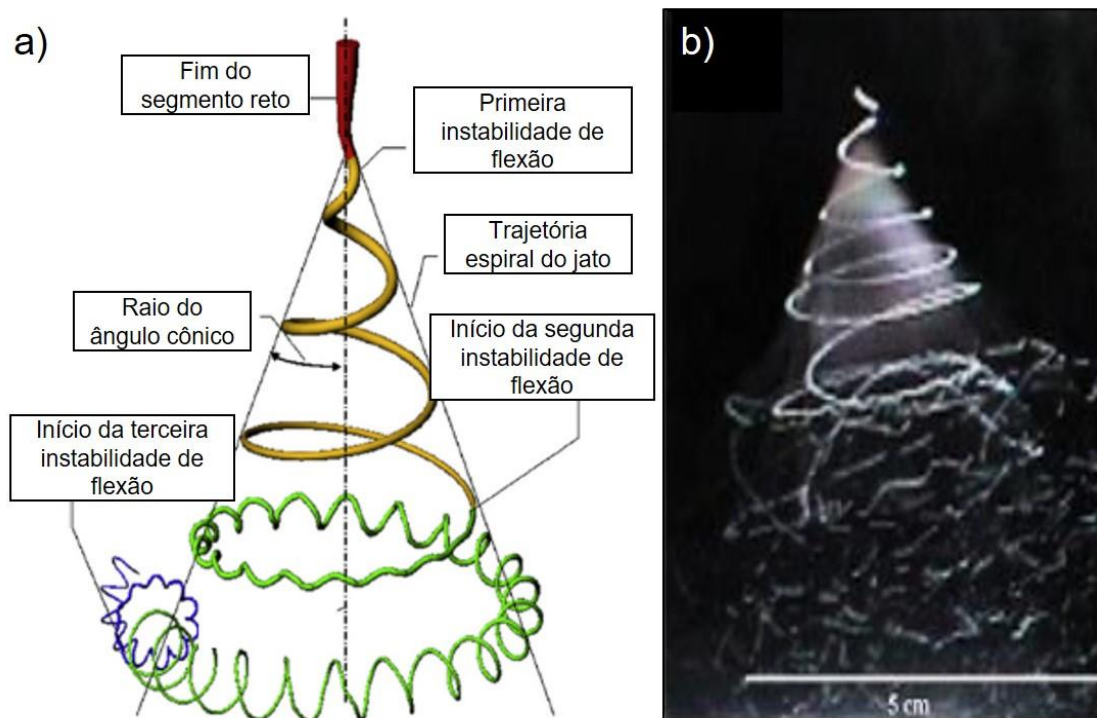 a)
Fim do
segmento reto
Primeira
instabilidade de
flexão
Trajetória
espiral do jato
Raio do
ângulo cônico
Início da segunda
instabilidade de
flexão
Início da terceira
instabilidade de
flexão
b)
5 cm